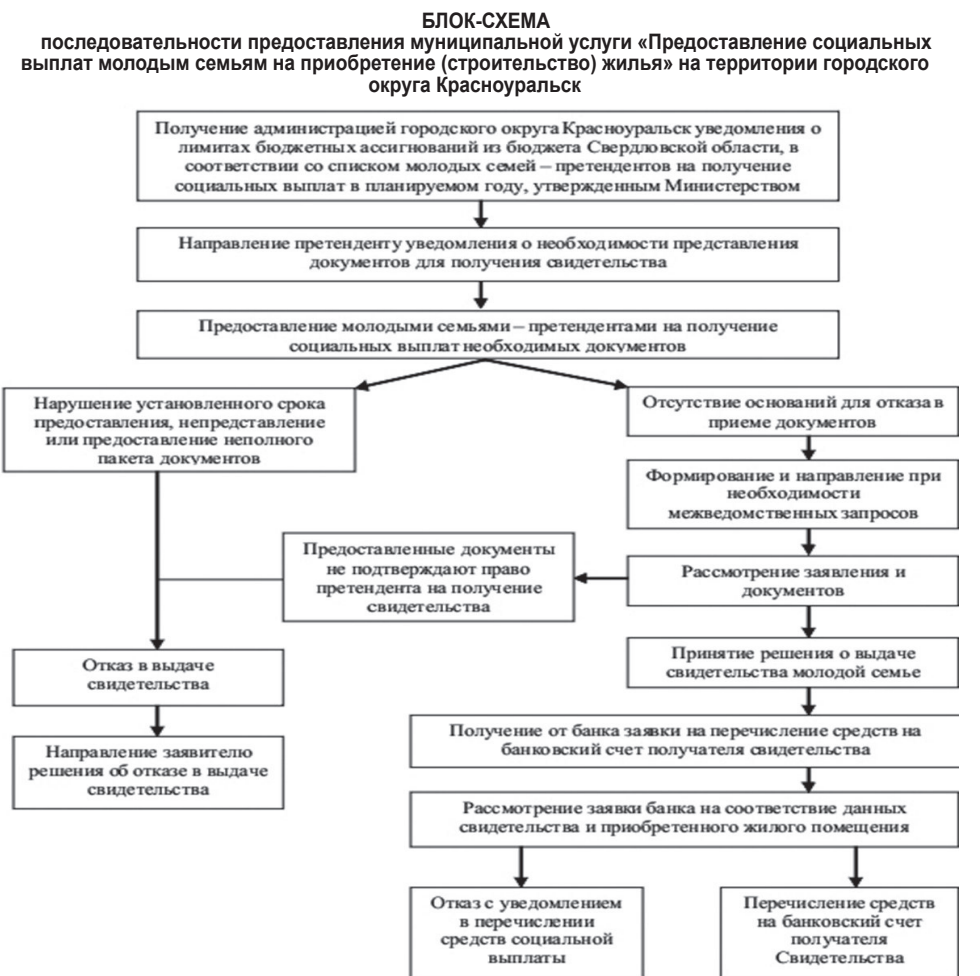 БЛОК-СХЕМА
последовательности предоставления муниципальной услуги «Предоставление социальных
выплат молодым семьям на приобретение (строительство) жилья» на территории городского
округа Красноуральск
Получение администрацией городского округа Красноуральск уведомления о
лимитах бюджетных ассигнований из бюджета Свердловской области, в
соответствии со списком молодых семей – претендентов на получение
социальных выплат в планируемом году, утвержденным Министерством
Направление претенденту уведомления о необходимости представления
документов для получения свидетельства
Предоставление молодыми семьями – претендентами на получение
социальных выплат необходимых документов
Нарушение установленного срока
предоставления, непредставление
или предоставление неполного
пакета документов
Отсутствие оснований для отказа в
приеме документов
Формирование и направление при
необходимости
межведомственных запросов
Предоставленные документы
не подтверждают право
претендента на получение
свидетельства
Рассмотрение заявления и
документов
Отказ в выдаче
свидетельства
Принятие решения о выдаче
свидетельства молодой семье
Направление заявителю
решения об отказе в выдаче
свидетельства
Получение от банка заявки на перечисление средств на
банковский счет получателя свидетельства
Рассмотрение заявки банка на соответствие данных
свидетельства и приобретенного жилого помещения
Отказ с уведомлением
в перечислении
средств социальной
выплаты
Перечисление средств
на банковский счет
получателя
Свидетельства